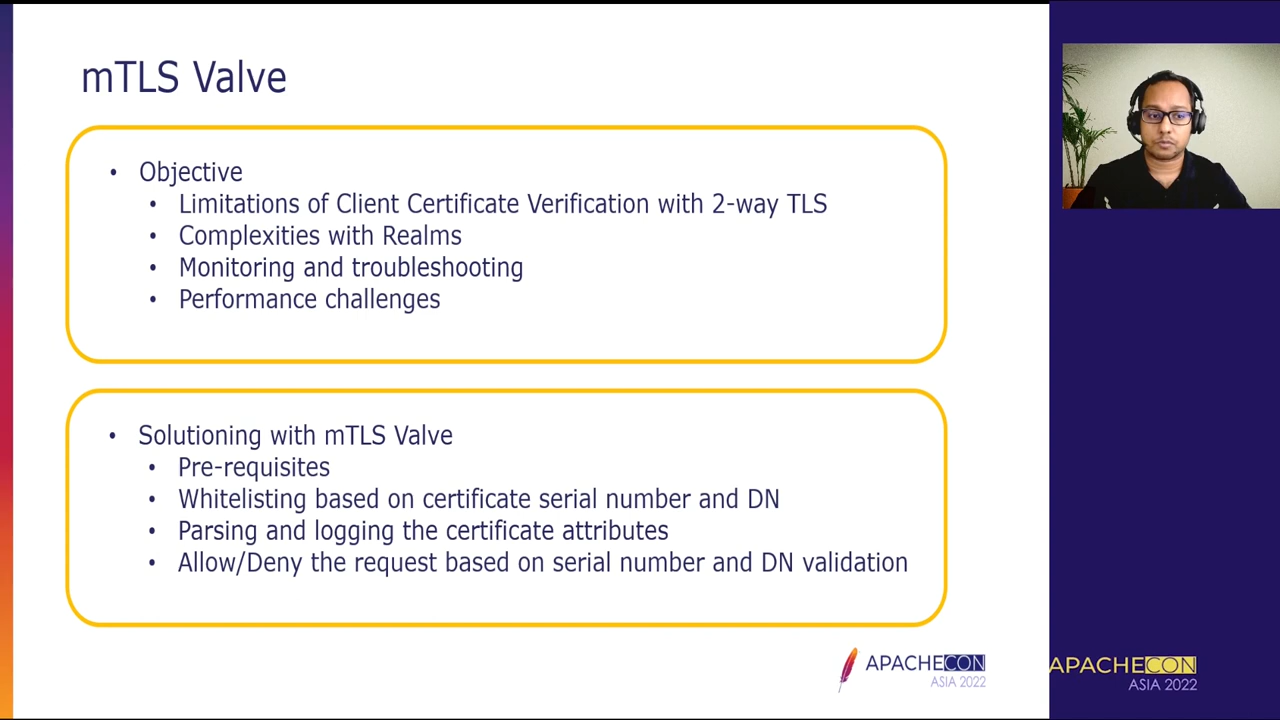 mTLS Valve
• Objective
• Limitations of Client Certificate Verification with 2-way TLS
• Complexities with Realms
• Monitoring and troubleshooting
• Performance challenges
• Solutioning with mTLS Valve
• Pre-requisites
• Whitelisting based on certificate serial number and DN
• Parsing and logging the certificate attributes
• Allow/Deny the request based on serial number and DN validation
APACHECON
ASIA 2022
APACHECON
ASIA 2022